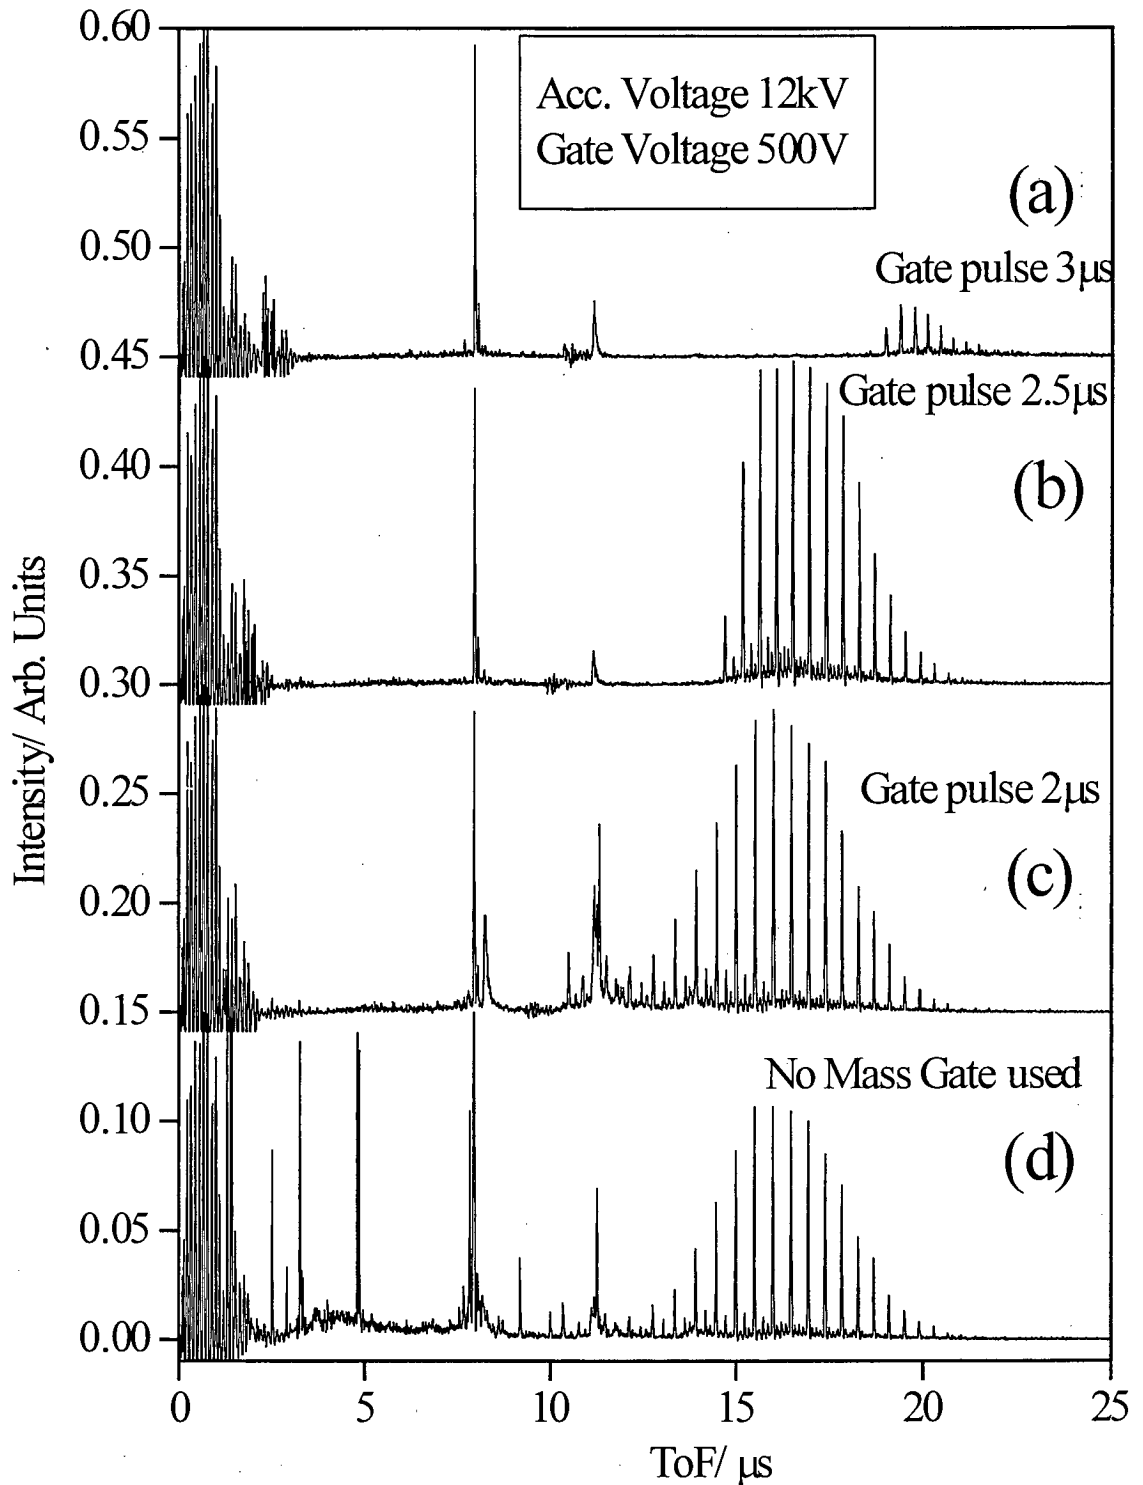 0.60
Acc. Voltage 12kV
Gate Voltage 500V
0.55
(a)
0.50
Gate pulse 3µs
0.45
Gate pulse 2.5µs
0.40
(b)
0.35
0.30
0.25
Gate pulse 2µs
(c)
0.20
0.15
No Mass Gate used
0.10
(d)
0.05
0.00
Intensity/ Arb. Units
0 5 10 15 20 25
ToF/ µs